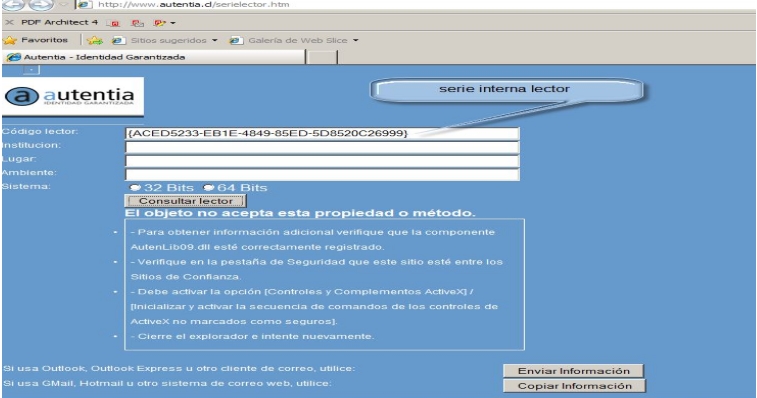 http://www.autentia.cl/serielector.htm
PDF Architect 4
Favoritos Sitios sugeridos Galería de Web Slice
Autentia - Identidad Garantizada
autentia
IDENTIDAD GARANTIZADA
serie interna lector
Código lector: {ACED5233-EB1E-4849-85ED-5D8520C26999}
Institucion:
Lugar:
Ambiente:
Sistema: 32 Bits 64 Bits
Consultar lector
El objeto no acepta esta propiedad o método.
- Para obtener información adicional verifique que la componente
AutenLib09.dll esté correctamente registrado.
- Verifique en la pestaña de Seguridad que este sitio esté entre los
Sitios de Confianza.
- Debe activar la opción [Controles y Complementos ActiveX] /
[Inicializar y activar la secuencia de comandos de los controles de
ActiveX no marcados como seguros].
- Cierre el explorador e intente nuevamente.
Si usa Outlook, Outlook Express u otro cliente de correo, utilice: Enviar Información
Si usa GMail, Hotmail u otro sistema de correo web, utilice: Copiar Información